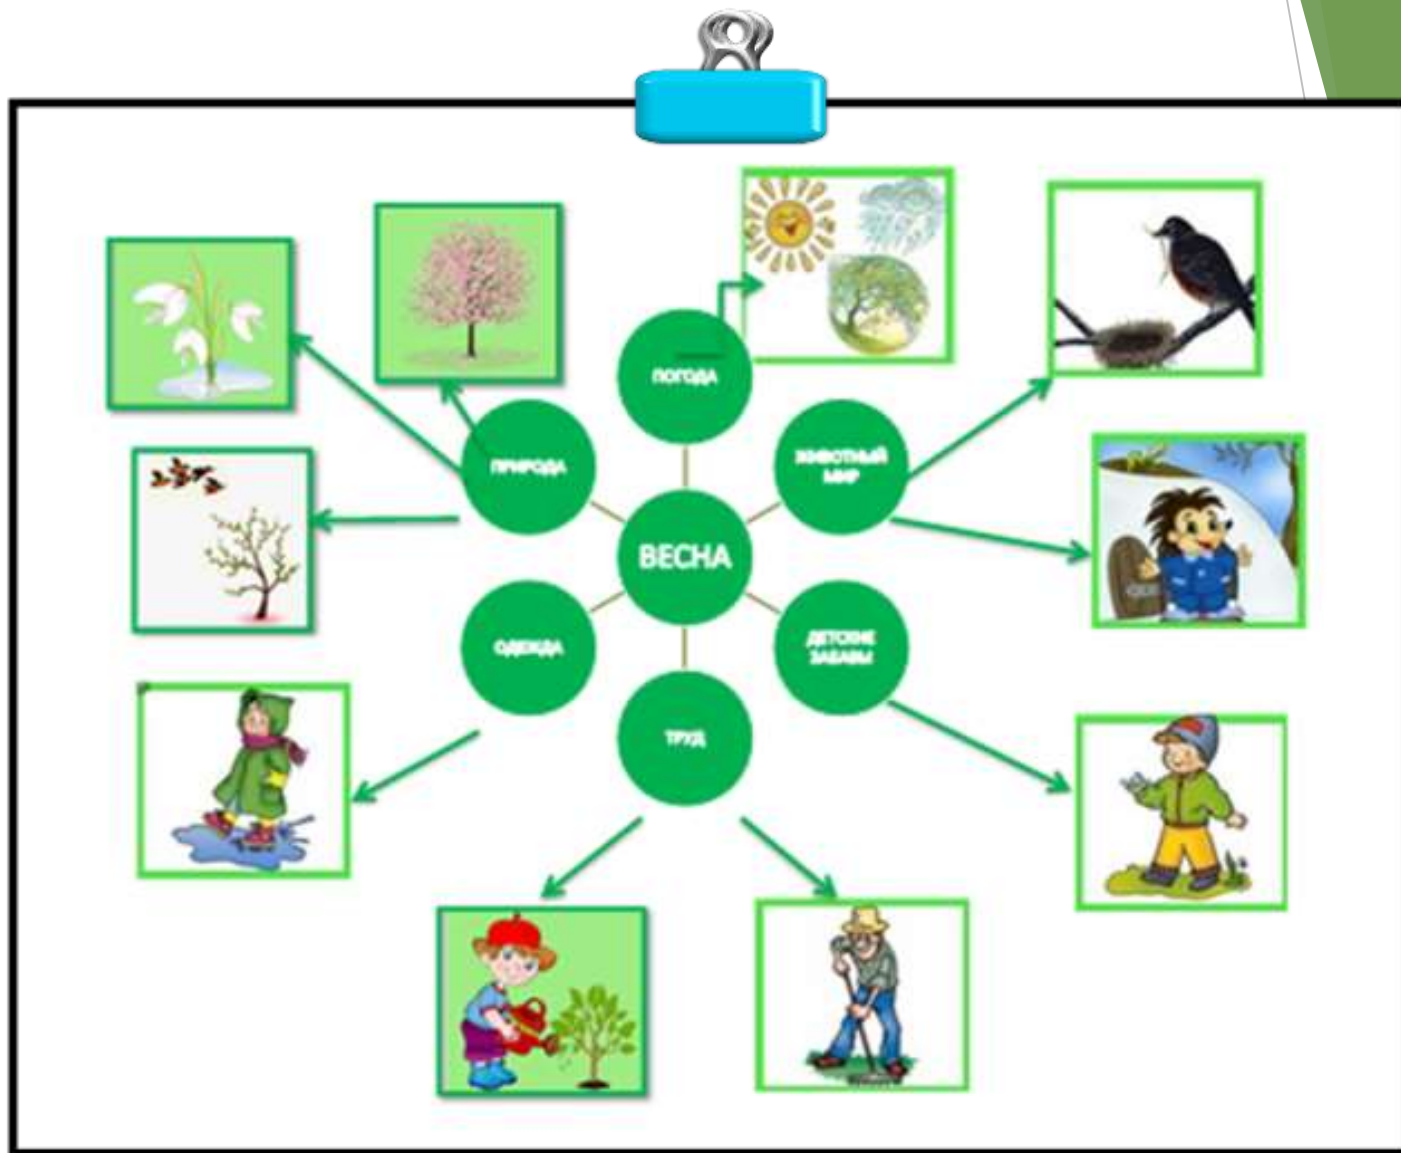 ПОГОДА
ПРИРОДА
ЖИВОТНЫЙ
МИР
ВЕСНА
ОДЕЖДА
ДЕТСКИЕ
ЗАБАВЫ
ТРУД